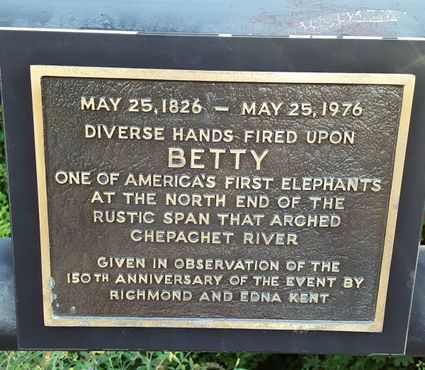 MAY 25, 1826 — MAY 25, 1976
DIVERSE HANDS FIRED UPON
BETTY
ONE OF AMERICA'S FIRST ELEPHANTS
AT THE NORTH END OF THE
RUSTIC SPAN THAT ARCHED
CHEPACHET RIVER
GIVEN IN OBSERVATION OF THE
150TH ANNIVERSARY OF THE EVENT BY
RICHMOND AND EDNA KENT